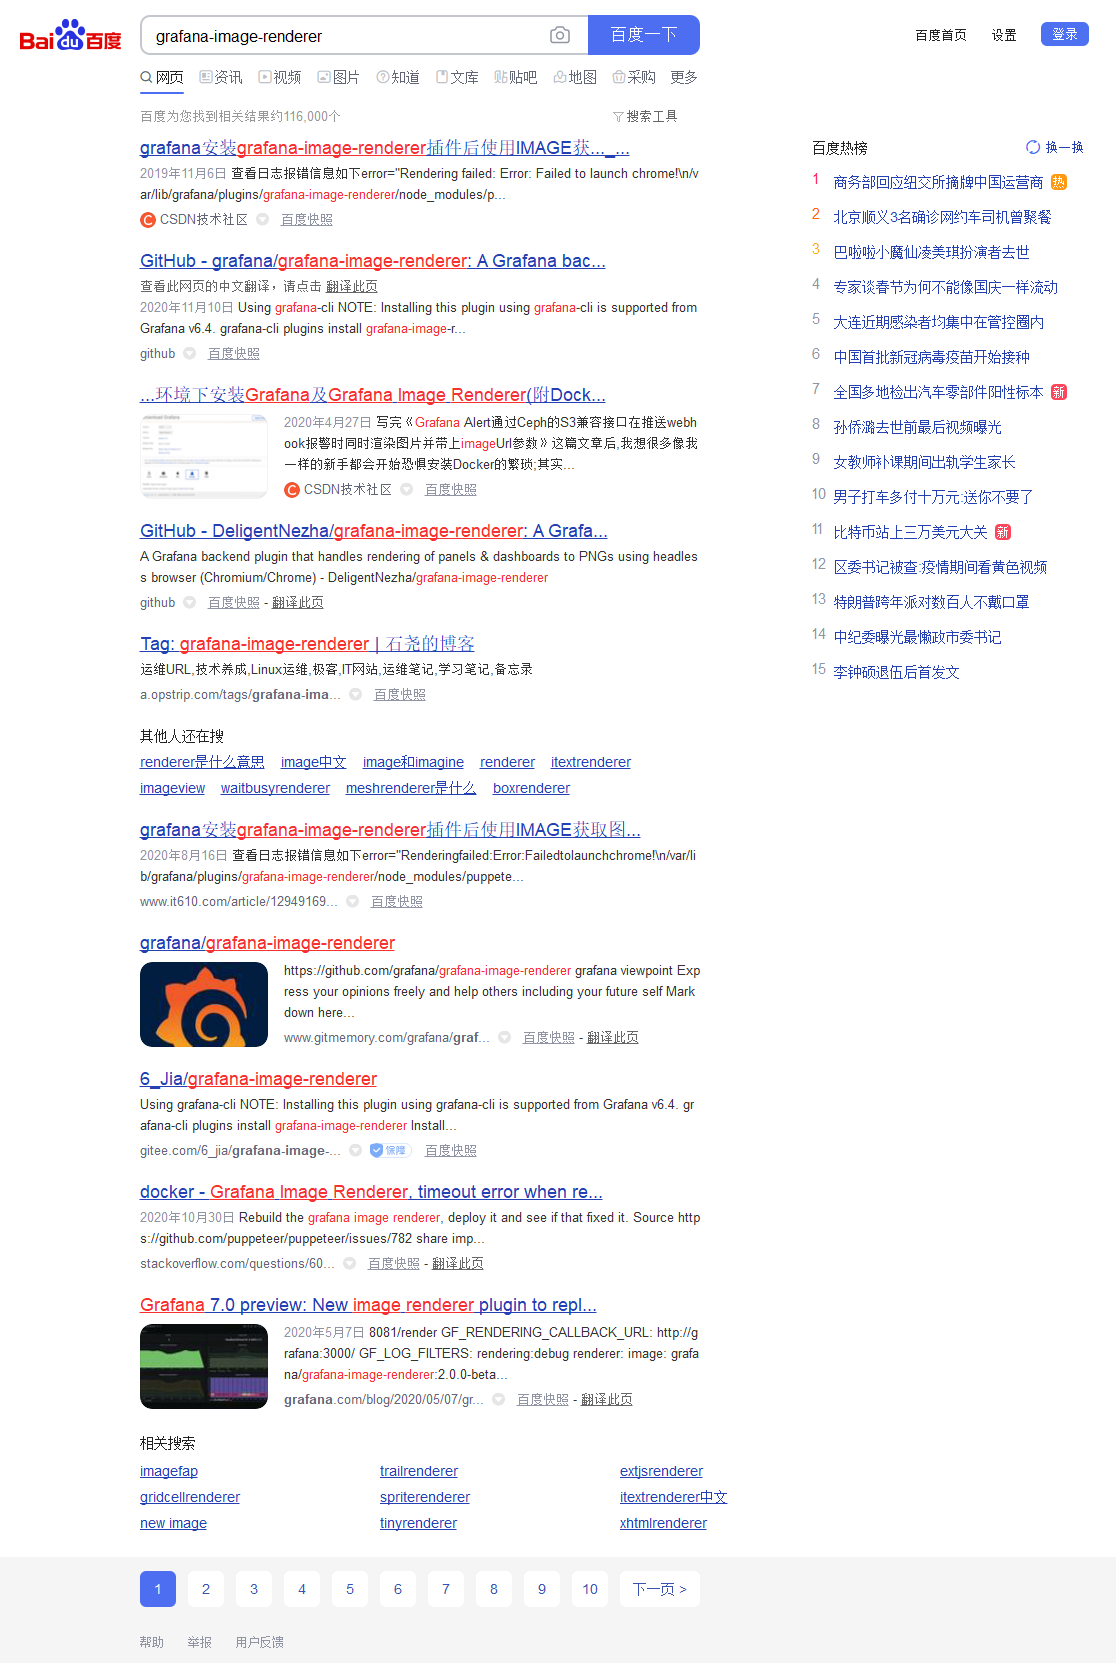 Bai du 百度
grafana-image-renderer
百度一下
百度首页 设置 登录
网页 资讯 视频 图片 知道 文库 贴吧 地图 采购 更多
百度为您找到相关结果约116,000个
搜索工具
grafana安装grafana-image-renderer插件后使用IMAGE获..._...
2019年11月6日 查看日志报错信息如下error="Rendering failed: Error: Failed to launch chrome!\n/v
ar/lib/grafana/plugins/grafana-image-renderer/node_modules/p...
CSDN技术社区 百度快照
GitHub - grafana/grafana-image-renderer: A Grafana bac...
查看此网页的中文翻译，请点击 翻译此页
2020年11月10日 Using grafana-cli NOTE: Installing this plugin using grafana-cli is supported from
Grafana v6.4. grafana-cli plugins install grafana-image-r...
github 百度快照
...环境下安装Grafana及Grafana Image Renderer(附Dock...
2020年4月27日 写完《Grafana Alert通过Ceph的S3兼容接口在推送webh
ook报警时同时渲染图片并带上imageUrl参数》这篇文章后,我想很多像我
一样的新手都会开始恐惧安装Docker的繁琐;其实...
CSDN技术社区 百度快照
GitHub - DeligentNezha/grafana-image-renderer: A Grafa...
A Grafana backend plugin that handles rendering of panels & dashboards to PNGs using headles
s browser (Chromium/Chrome) - DeligentNezha/grafana-image-renderer
github 百度快照 - 翻译此页
Tag: grafana-image-renderer | 石尧的博客
运维URL,技术养成,Linux运维,极客,IT网站,运维笔记,学习笔记,备忘录
a.opstrip.com/tags/grafana-ima... 百度快照
其他人还在搜
renderer是什么意思 image中文 image和imagine renderer itextrenderer
imageview waitbusyrenderer meshrenderer是什么 boxrenderer
grafana安装grafana-image-renderer插件后使用IMAGE获取图...
2020年8月16日 查看日志报错信息如下error="Renderingfailed:Error:Failedtolaunchchrome!\n/var/li
b/grafana/plugins/grafana-image-renderer/node_modules/puppete...
www.it610.com/article/12949169... 百度快照
grafana/grafana-image-renderer
https://github.com/grafana/grafana-image-renderer grafana viewpoint Exp
ress your opinions freely and help others including your future self Mark
down here...
www.gitmemory.com/grafana/graf... 百度快照 - 翻译此页
6_Jia/grafana-image-renderer
Using grafana-cli NOTE: Installing this plugin using grafana-cli is supported from Grafana v6.4. gr
afana-cli plugins install grafana-image-renderer Install...
gitee.com/6_jia/grafana-image-... 保障 百度快照
docker - Grafana Image Renderer, timeout error when re...
2020年10月30日 Rebuild the grafana image renderer, deploy it and see if that fixed it. Source http
s://github.com/puppeteer/puppeteer/issues/782 share imp...
stackoverflow.com/questions/60... 百度快照 - 翻译此页
Grafana 7.0 preview: New image renderer plugin to repl...
2020年5月7日 8081/render GF_RENDERING_CALLBACK_URL: http://g
rafana:3000/ GF_LOG_FILTERS: rendering:debug renderer: image: grafa
na/grafana-image-renderer:2.0.0-beta...
grafana.com/blog/2020/05/07/gr... 百度快照 - 翻译此页
相关搜索
imagefap trailrenderer extjsrenderer
gridcellrenderer spriterenderer itextrenderer中文
new image tinyrenderer xhtmlrenderer
百度热榜 换一换
1 商务部回应纽交所摘牌中国运营商 热
2 北京顺义3名确诊网约车司机曾聚餐
3 巴啦啦小魔仙凌美琪扮演者去世
4 专家谈春节为何不能像国庆一样流动
5 大连近期感染者均集中在管控圈内
6 中国首批新冠病毒疫苗开始接种
7 全国多地检出汽车零部件阳性标本 新
8 孙侨潞去世前最后视频曝光
9 女教师补课期间出轨学生家长
10 男子打车多付十万元:送你不要了
11 比特币站上三万美元大关 新
12 区委书记被查:疫情期间看黄色视频
13 特朗普跨年派对数百人不戴口罩
14 中纪委曝光最懒政市委书记
15 李钟硕退伍后首发文
1 2 3 4 5 6 7 8 9 10 下一页 >
帮助 举报 用户反馈